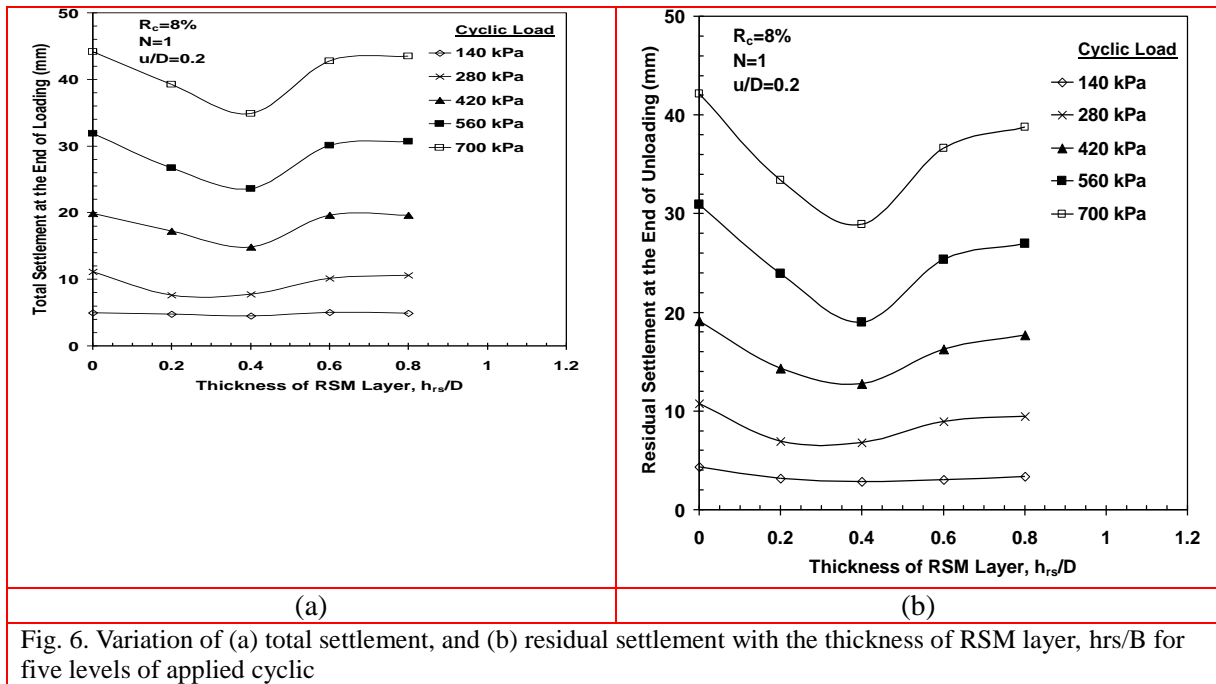 R_c=8%
N=1
u/D=0.2
Cyclic Load
140 kPa
280 kPa
420 kPa
560 kPa
700 kPa
50
40
30
20
10
0
Total Settlement at the End of Loading (mm)
0 0.2 0.4 0.6 0.8 1 1.2
Thickness of RSM Layer, h_rs/D
R_c=8%
N=1
u/D=0.2
Cyclic Load
140 kPa
280 kPa
420 kPa
560 kPa
700 kPa
50
40
30
20
10
0
Residual Settlement at the End of Unloading (mm)
0 0.2 0.4 0.6 0.8 1 1.2
Thickness of RSM Layer, h_rs/D
(a)
(b)
Fig. 6. Variation of (a) total settlement, and (b) residual settlement with the thickness of RSM layer, hrs/B for
five levels of applied cyclic